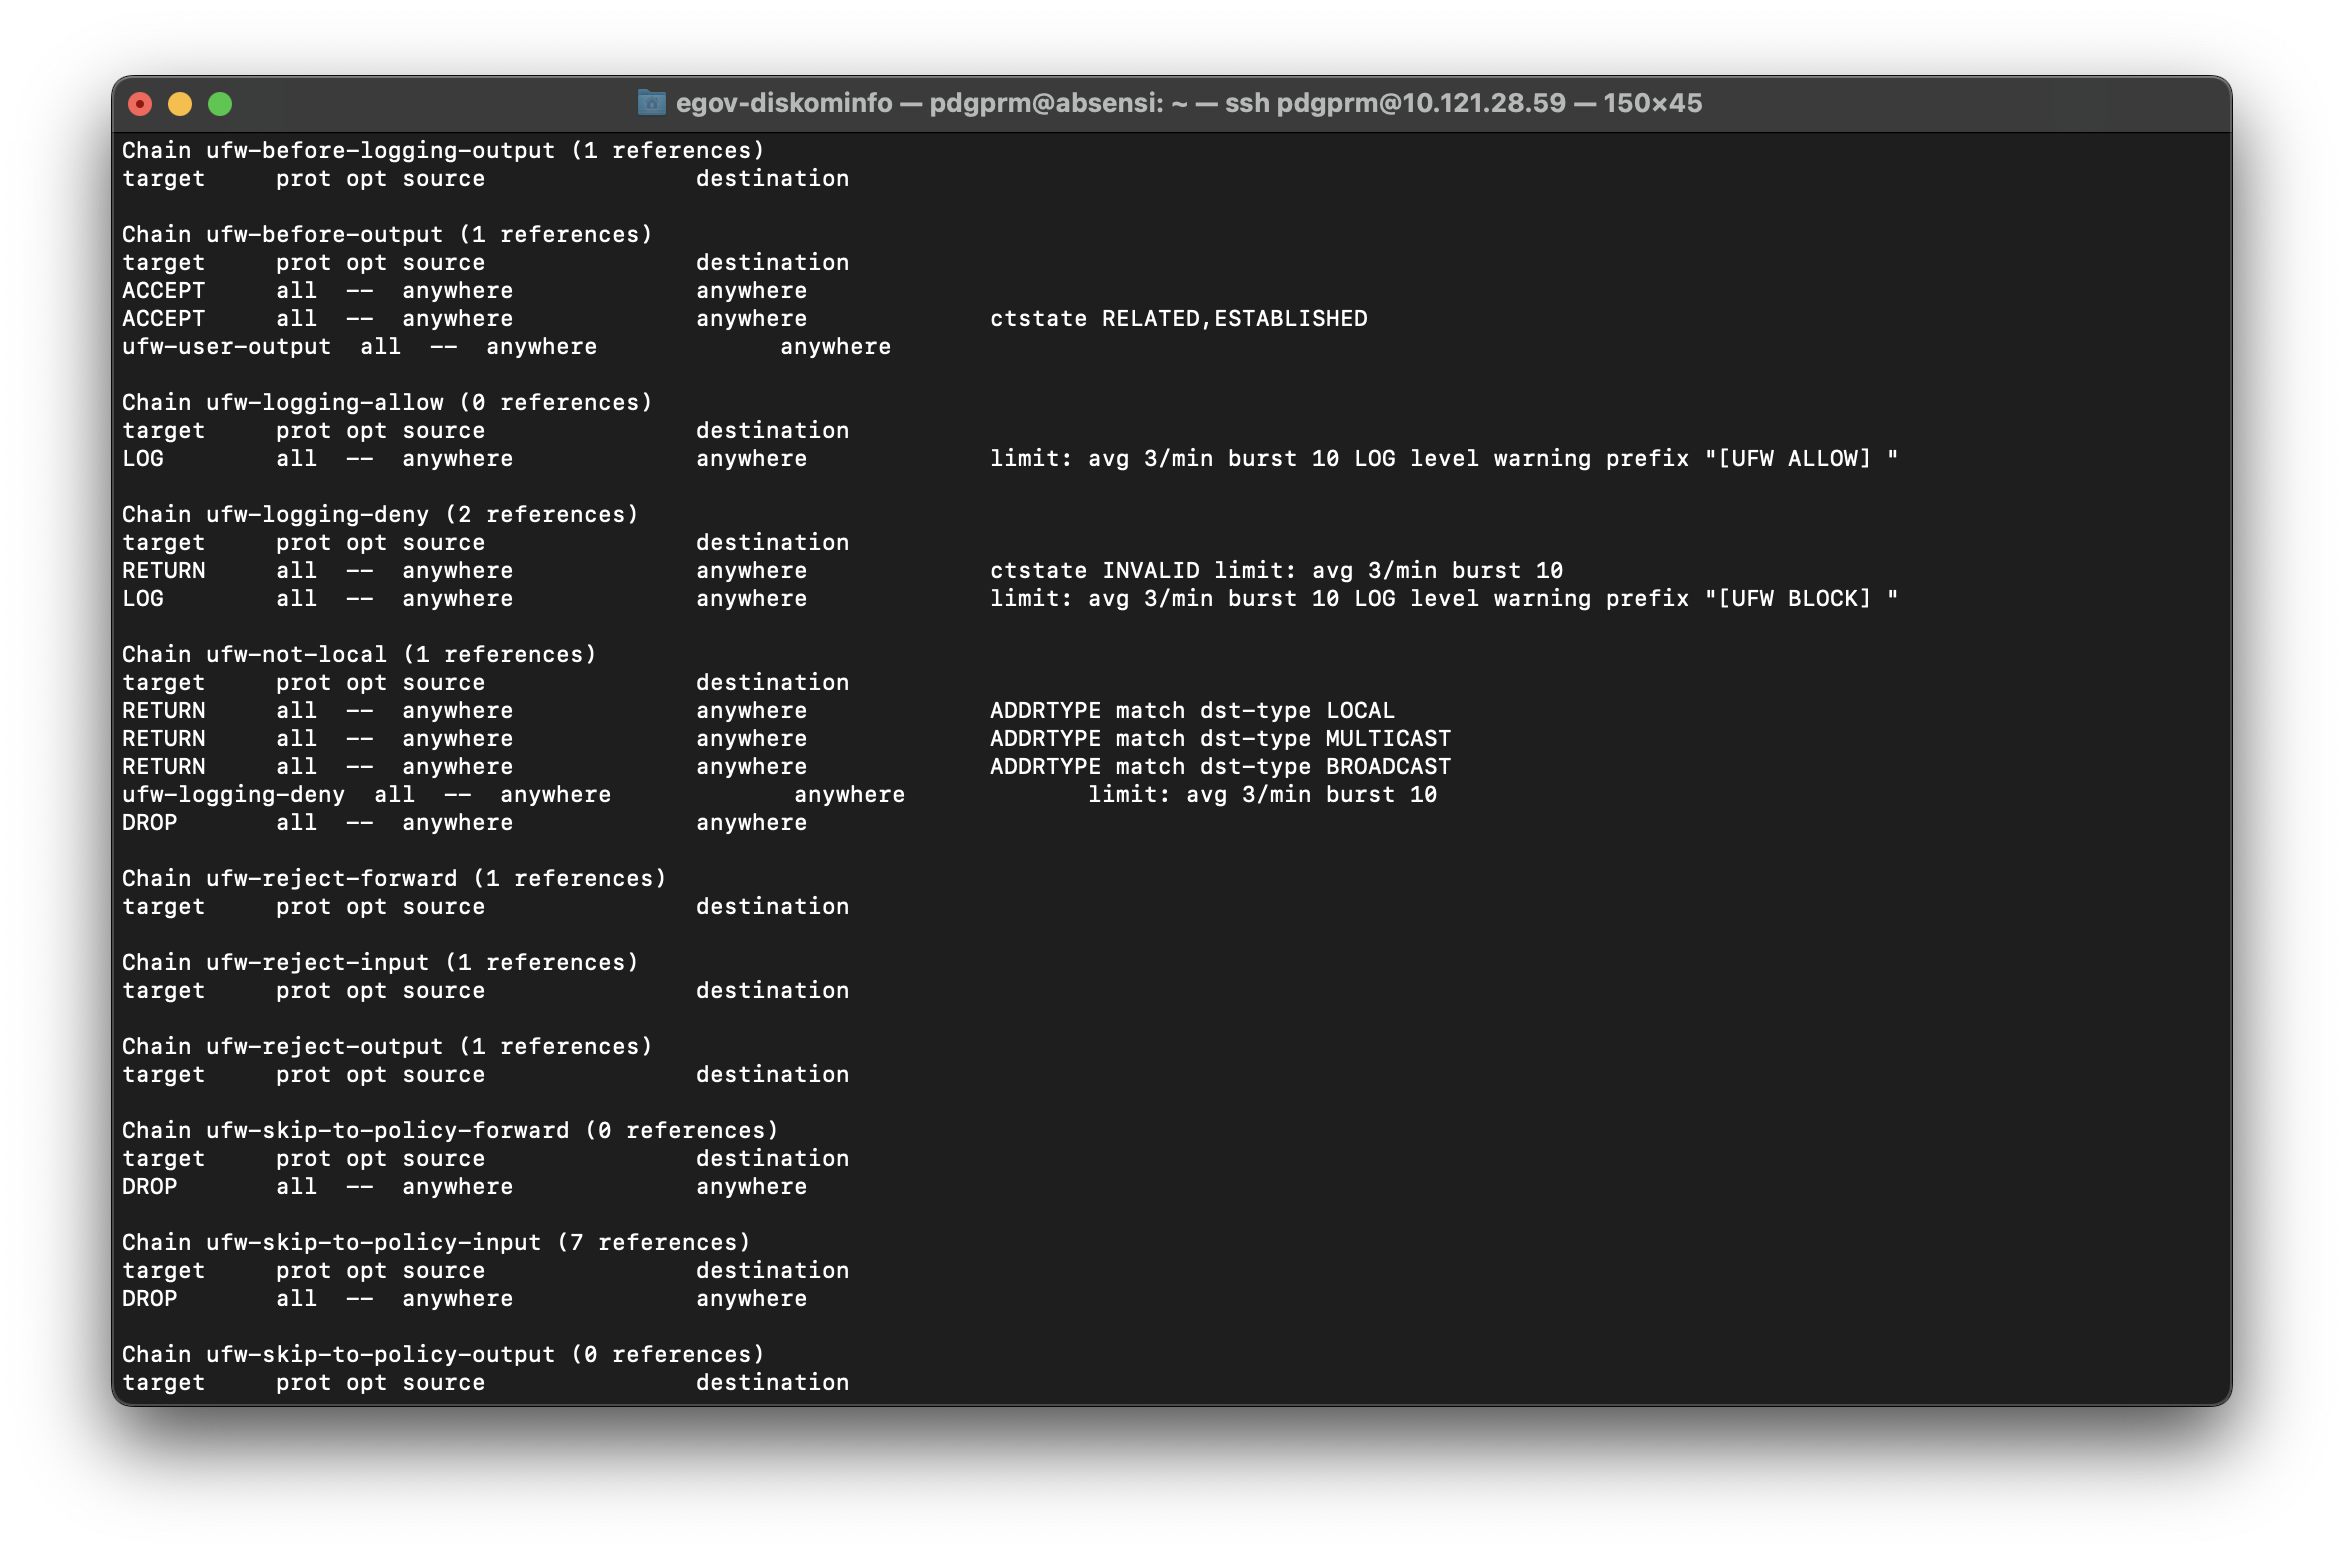 egov-diskominfo — pdgprm@absensi: ~ — ssh pdgprm@10.121.28.59 — 150×45
Chain ufw-before-logging-output (1 references)
target     prot opt source               destination

Chain ufw-before-output (1 references)
target     prot opt source               destination
ACCEPT     all  --  anywhere             anywhere
ACCEPT     all  --  anywhere             anywhere             ctstate RELATED,ESTABLISHED
ufw-user-output  all  --  anywhere             anywhere

Chain ufw-logging-allow (0 references)
target     prot opt source               destination
LOG        all  --  anywhere             anywhere             limit: avg 3/min burst 10 LOG level warning prefix "[UFW ALLOW] "

Chain ufw-logging-deny (2 references)
target     prot opt source               destination
RETURN     all  --  anywhere             anywhere             ctstate INVALID limit: avg 3/min burst 10
LOG        all  --  anywhere             anywhere             limit: avg 3/min burst 10 LOG level warning prefix "[UFW BLOCK] "

Chain ufw-not-local (1 references)
target     prot opt source               destination
RETURN     all  --  anywhere             anywhere             ADDRTYPE match dst-type LOCAL
RETURN     all  --  anywhere             anywhere             ADDRTYPE match dst-type MULTICAST
RETURN     all  --  anywhere             anywhere             ADDRTYPE match dst-type BROADCAST
ufw-logging-deny  all  --  anywhere             anywhere             limit: avg 3/min burst 10
DROP       all  --  anywhere             anywhere

Chain ufw-reject-forward (1 references)
target     prot opt source               destination

Chain ufw-reject-input (1 references)
target     prot opt source               destination

Chain ufw-reject-output (1 references)
target     prot opt source               destination

Chain ufw-skip-to-policy-forward (0 references)
target     prot opt source               destination
DROP       all  --  anywhere             anywhere

Chain ufw-skip-to-policy-input (7 references)
target     prot opt source               destination
DROP       all  --  anywhere             anywhere

Chain ufw-skip-to-policy-output (0 references)
target     prot opt source               destination